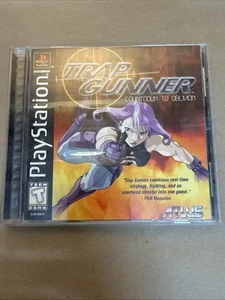 PlayStation
TRAP
GUNNER
COUNTDOWN TO OBLIVION
TEEN
T
ESRB
"Trap Gunner combines real-time
strategy, fighting, and an
overhead shooter into one game."
PSM Magazine
ATLUS